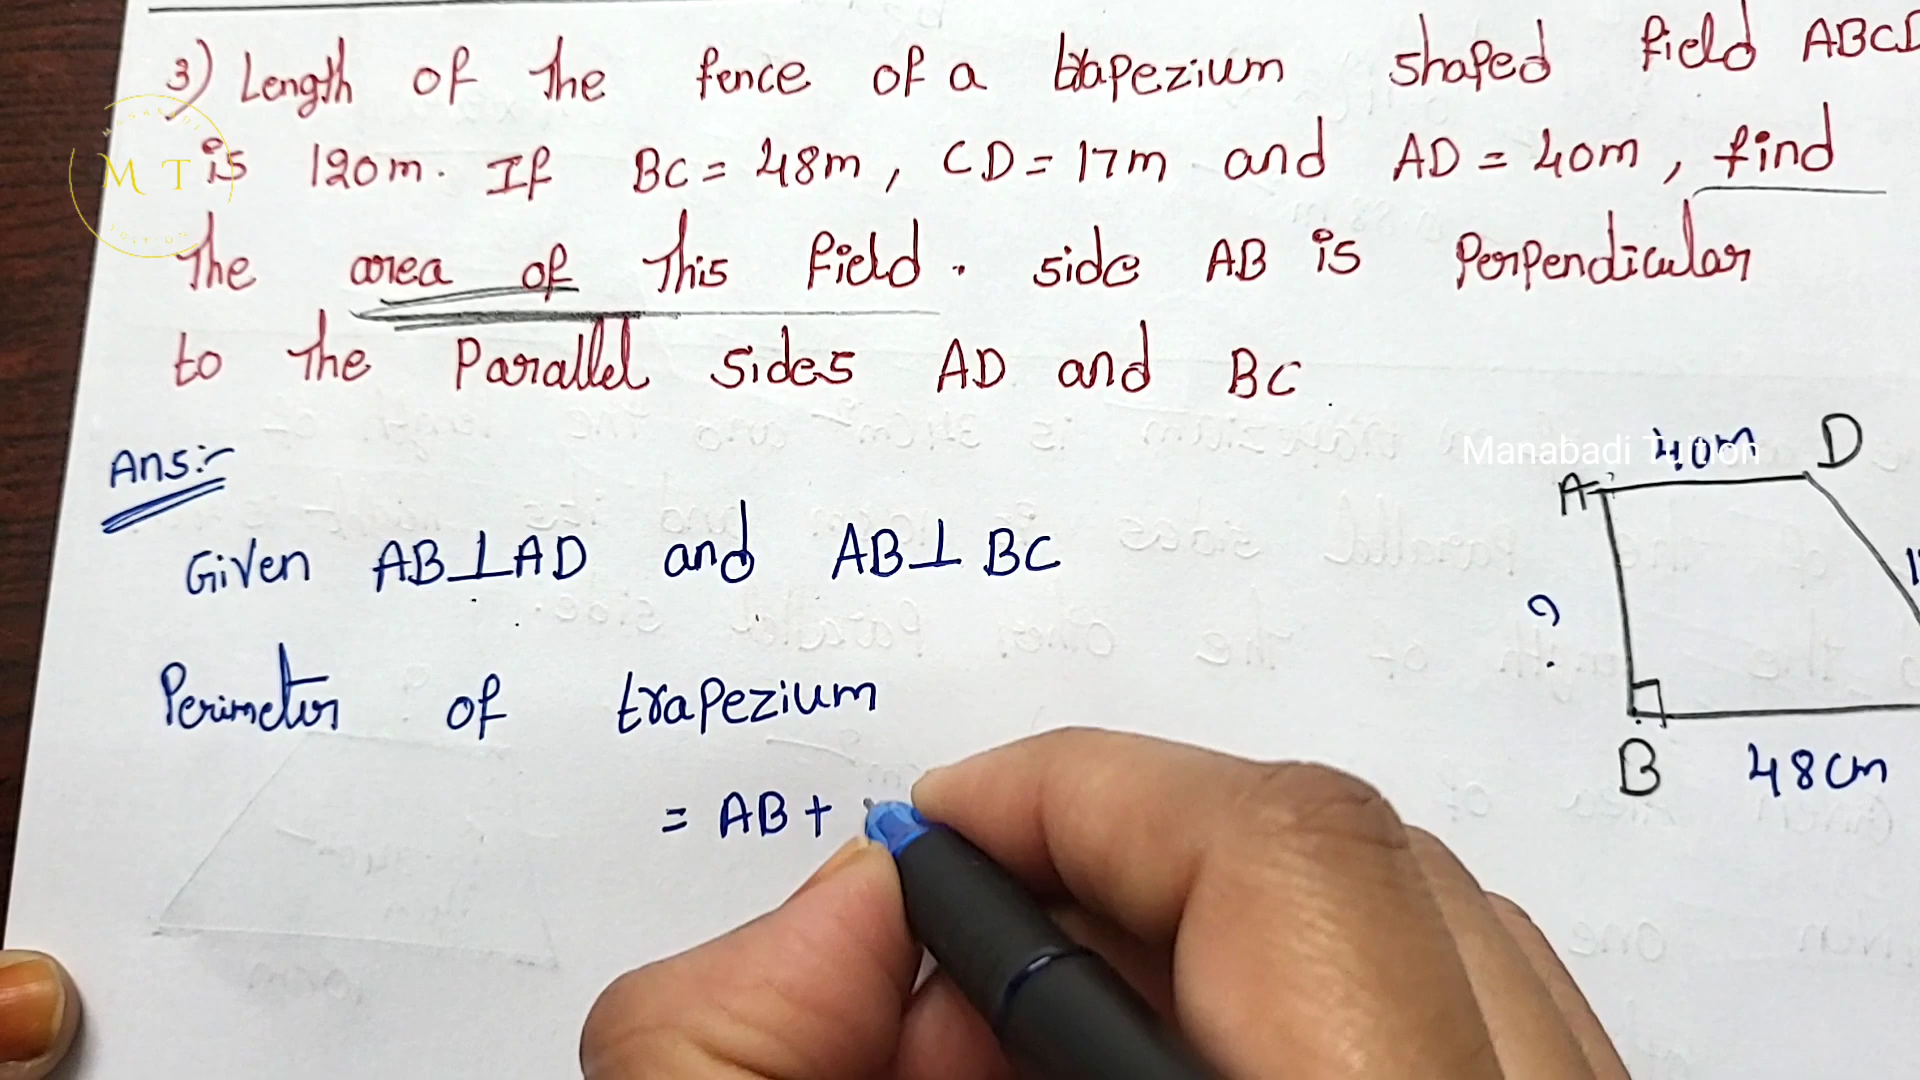 3) Length of the fence of a trapezium shaped field ABCD
is 120m. If BC = 48m, CD = 17m and AD = 40m, find
the area of this field. side AB is Perpendicular
to the Parallel sides AD and BC
Ans:-
Given AB⊥AD and AB⊥BC
Perimeter of trapezium
= AB+
40m
A
D
?
B
48cm
M T
Manabadi Tuition